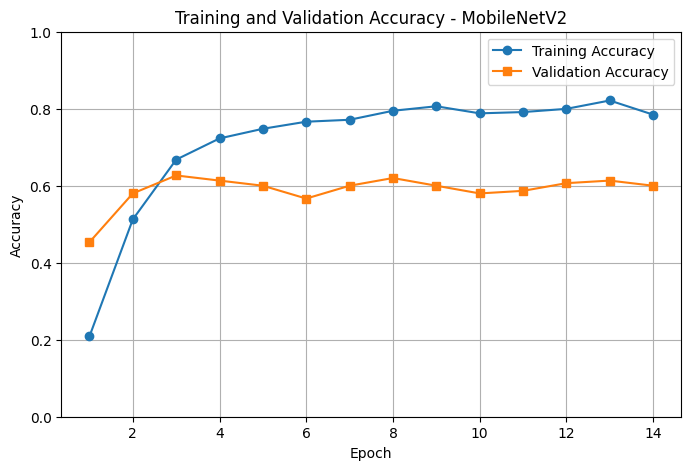 Training and Validation Accuracy - MobileNetV2
Training Accuracy
Validation Accuracy
Accuracy
1.0
0.8
0.6
0.4
0.2
0.0
2 4 6 8 10 12 14
Epoch